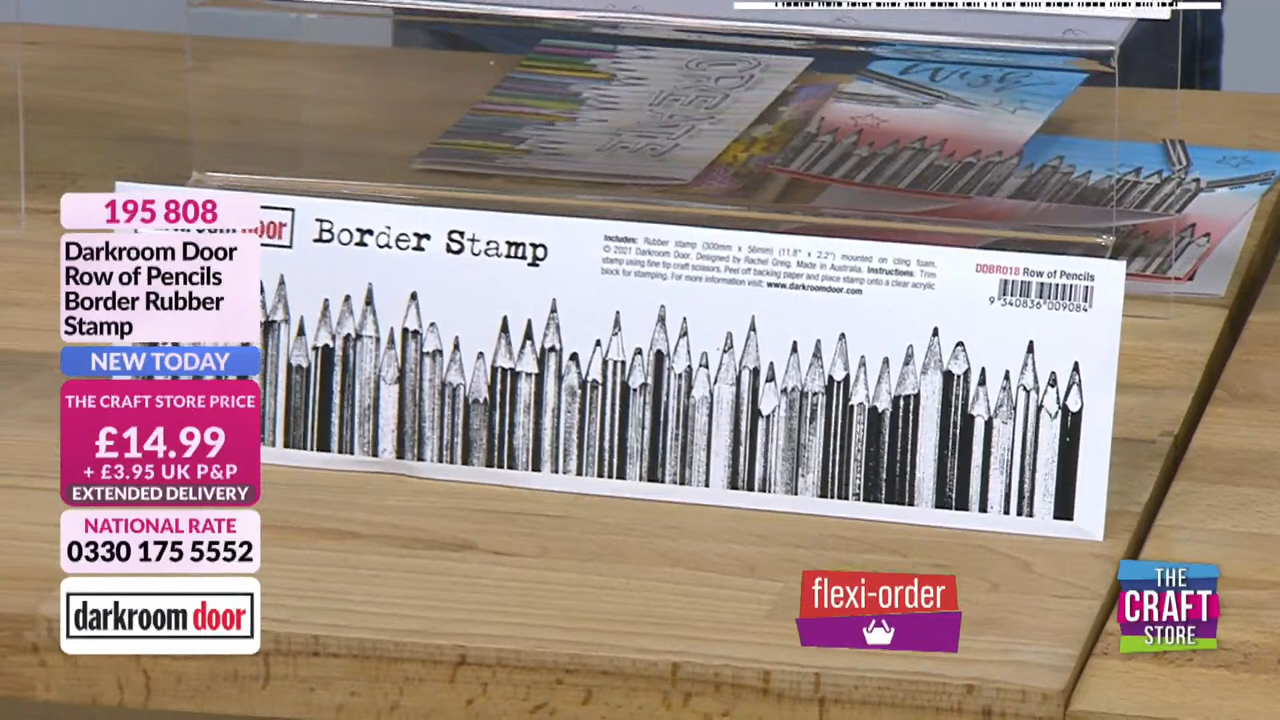 195 808
Darkroom Door
Row of Pencils
Border Rubber
Stamp
NEW TODAY
THE CRAFT STORE PRICE
£14.99
+ £3.95 UK P&P
EXTENDED DELIVERY
NATIONAL RATE
0330 175 5552
darkroom door
CREATE
Wish
door
Border Stamp
Includes: Rubber stamp (300mm x 56mm) (11.8" x 2.2") mounted on cling foam.
© 2021 Darkroom Door. Designed by Rachel Greig. Made in Australia. Instructions: Trim
stamp using fine tip craft scissors. Peel off backing paper and place stamp onto a clear acrylic
block for stamping. For more information visit: www.darkroomdoor.com
DDBR018 Row of Pencils
9 340836 009084
flexi-order
THE
CRAFT
STORE